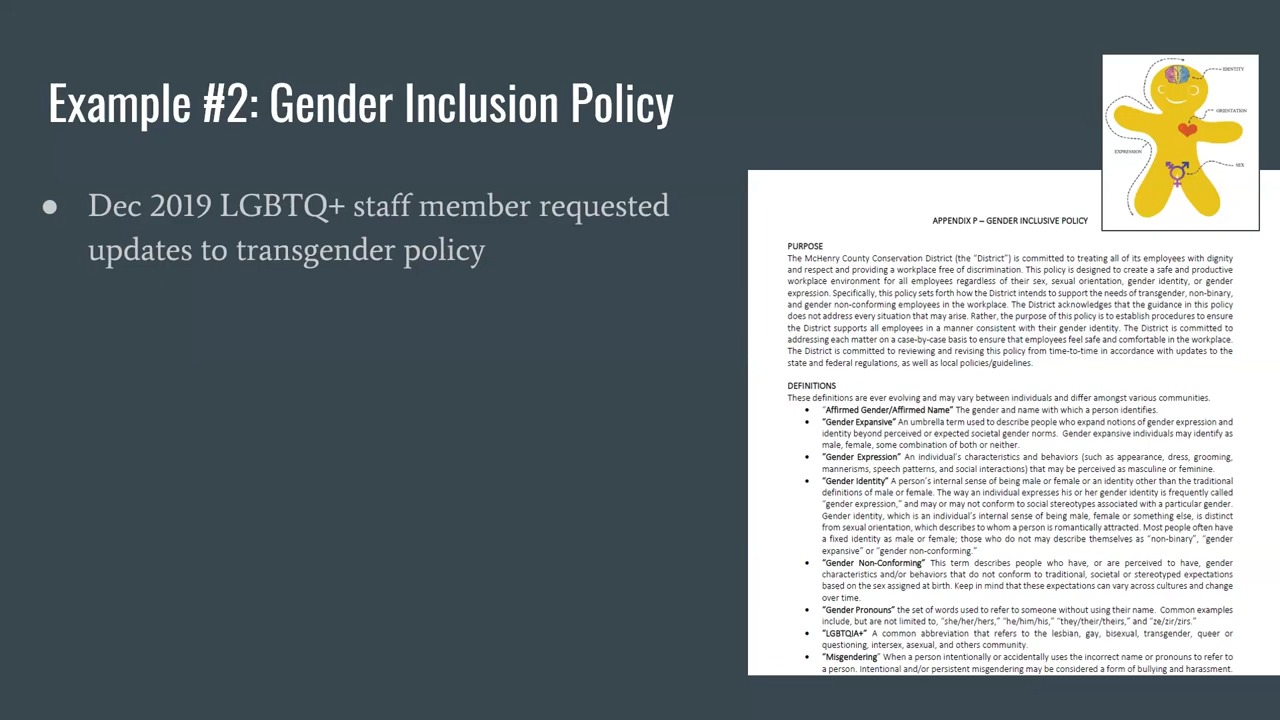 Example #2: Gender Inclusion Policy
● Dec 2019 LGBTQ+ staff member requested
updates to transgender policy
IDENTITY
ORIENTATION
EXPRESSION
SEX
APPENDIX P – GENDER INCLUSIVE POLICY
PURPOSE
The McHenry County Conservation District (the “District”) is committed to treating all of its employees with dignity
and respect and providing a workplace free of discrimination. This policy is designed to create a safe and productive
workplace environment for all employees regardless of their sex, sexual orientation, gender identity, or gender
expression. Specifically, this policy sets forth how the District intends to support the needs of transgender, non-binary,
and gender non-conforming employees in the workplace. The District acknowledges that the guidance in this policy
does not address every situation that may arise. Rather, the purpose of this policy is to establish procedures to ensure
the District supports all employees in a manner consistent with their gender identity. The District is committed to
addressing each matter on a case-by-case basis to ensure that employees feel safe and comfortable in the workplace.
The District is committed to reviewing and revising this policy from time-to-time in accordance with updates to the
state and federal regulations, as well as local policies/guidelines.
DEFINITIONS
These definitions are ever evolving and may vary between individuals and differ amongst various communities.
• “Affirmed Gender/Affirmed Name” The gender and name with which a person identifies.
• “Gender Expansive” An umbrella term used to describe people who expand notions of gender expression and
identity beyond perceived or expected societal gender norms. Gender expansive individuals may identify as
male, female, some combination of both or neither.
• “Gender Expression” An individual’s characteristics and behaviors (such as appearance, dress, grooming,
mannerisms, speech patterns, and social interactions) that may be perceived as masculine or feminine.
• “Gender Identity” A person’s internal sense of being male or female or an identity other than the traditional
definitions of male or female. The way an individual expresses his or her gender identity is frequently called
“gender expression,” and may or may not conform to social stereotypes associated with a particular gender.
Gender identity, which is an individual’s internal sense of being male, female or something else, is distinct
from sexual orientation, which describes to whom a person is romantically attracted. Most people often have
a fixed identity as male or female; those who do not may describe themselves as “non-binary”, “gender
expansive” or “gender non-conforming.”
• “Gender Non-Conforming” This term describes people who have, or are perceived to have, gender
characteristics and/or behaviors that do not conform to traditional, societal or stereotyped expectations
based on the sex assigned at birth. Keep in mind that these expectations can vary across cultures and change
over time.
• “Gender Pronouns” the set of words used to refer to someone without using their name. Common examples
include, but are not limited to, “she/her/hers,” “he/him/his,” “they/their/theirs,” and “ze/zir/zirs.”
• “LGBTQIA+” A common abbreviation that refers to the lesbian, gay, bisexual, transgender, queer or
questioning, intersex, asexual, and others community.
• “Misgendering” When a person intentionally or accidentally uses the incorrect name or pronouns to refer to
a person. Intentional and/or persistent misgendering may be considered a form of bullying and harassment.